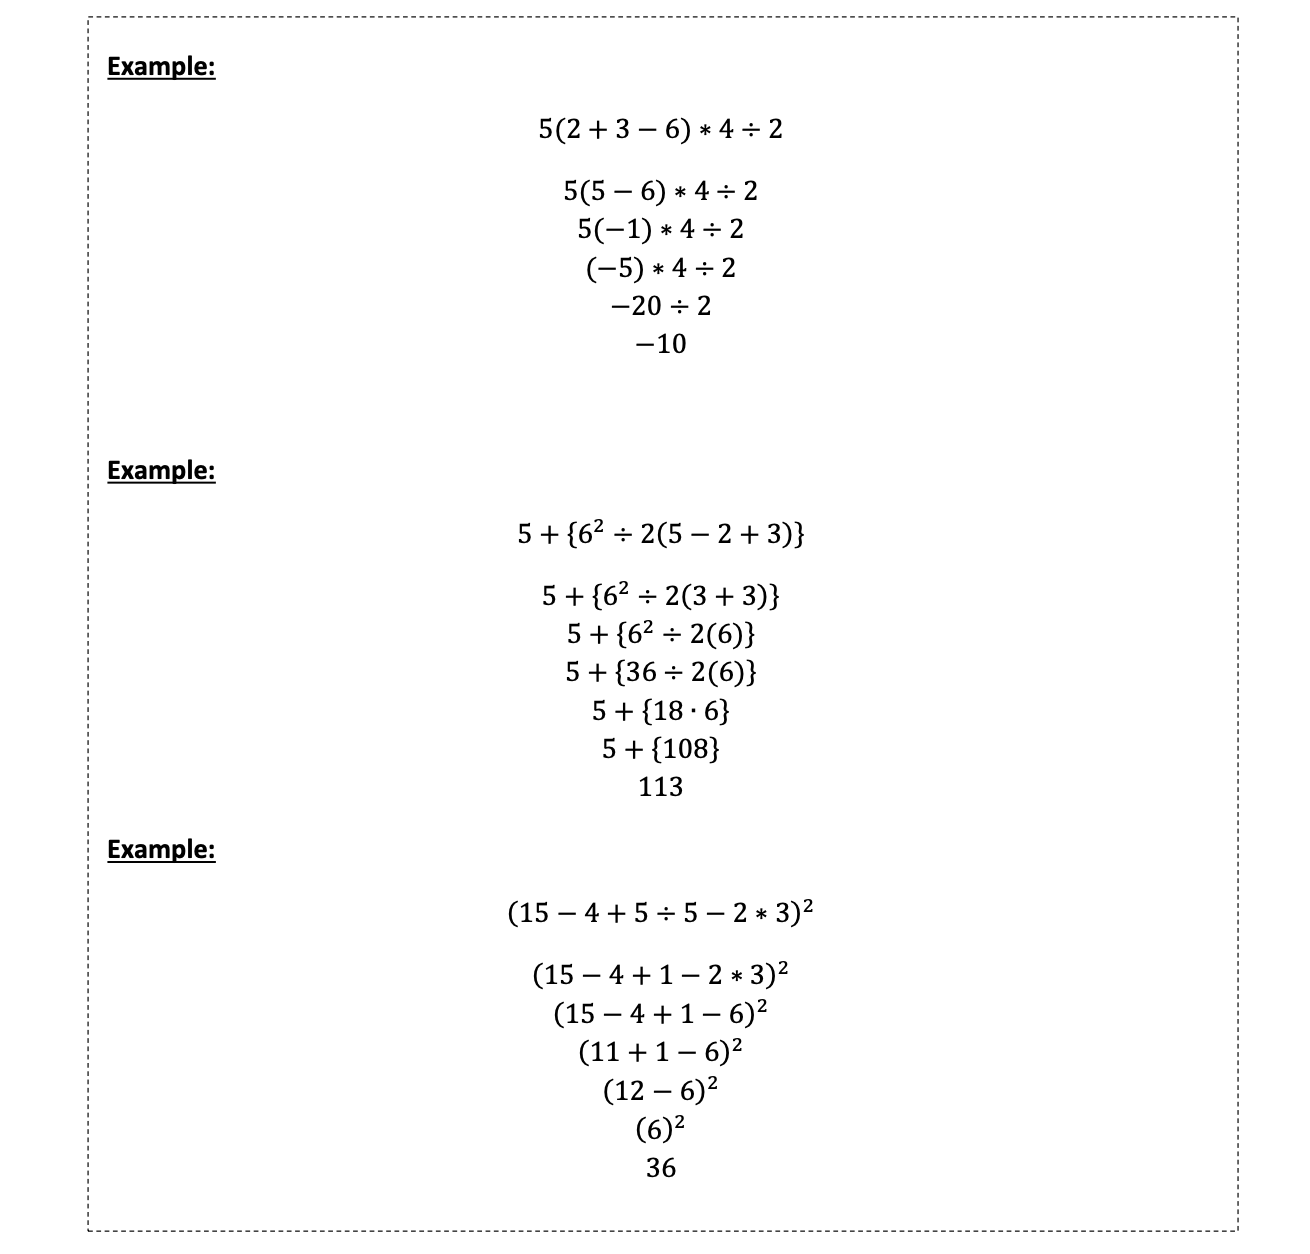 Example:
5(2 + 3 − 6) ∗ 4 ÷ 2
5(5 − 6) ∗ 4 ÷ 2
5(−1) ∗ 4 ÷ 2
(−5) ∗ 4 ÷ 2
−20 ÷ 2
−10
Example:
5 + {6² ÷ 2(5 − 2 + 3)}
5 + {6² ÷ 2(3 + 3)}
5 + {6² ÷ 2(6)}
5 + {36 ÷ 2(6)}
5 + {18 · 6}
5 + {108}
113
Example:
(15 − 4 + 5 ÷ 5 − 2 ∗ 3)²
(15 − 4 + 1 − 2 ∗ 3)²
(15 − 4 + 1 − 6)²
(11 + 1 − 6)²
(12 − 6)²
(6)²
36